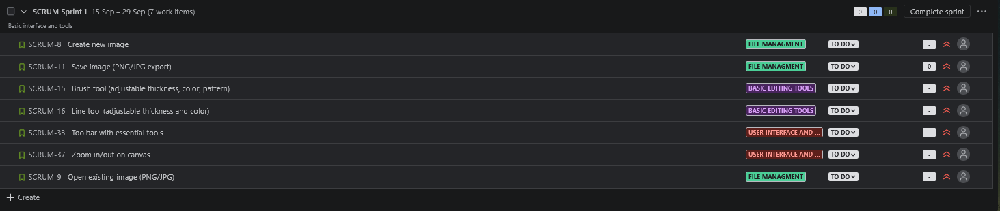 SCRUM Sprint 1 15 Sep – 29 Sep (7 work items) 0 0 0 Complete sprint
Basic interface and tools
SCRUM-8 Create new image FILE MANAGMENT TO DO -
SCRUM-11 Save image (PNG/JPG export) FILE MANAGMENT TO DO 0
SCRUM-15 Brush tool (adjustable thickness, color, pattern) BASIC EDITING TOOLS TO DO -
SCRUM-16 Line tool (adjustable thickness and color) BASIC EDITING TOOLS TO DO -
SCRUM-33 Toolbar with essential tools USER INTERFACE AND ... TO DO -
SCRUM-37 Zoom in/out on canvas USER INTERFACE AND ... TO DO -
SCRUM-9 Open existing image (PNG/JPG) FILE MANAGMENT TO DO -
Create